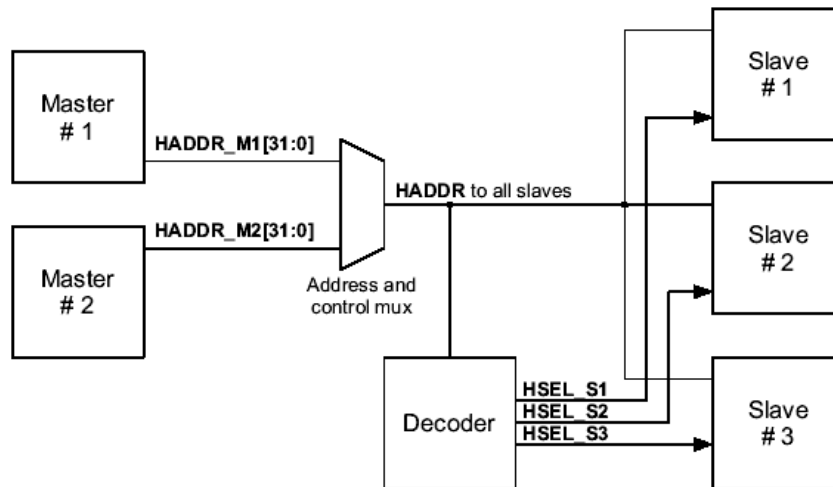 Master
# 1
HADDR_M1[31:0]
HADDR_M2[31:0]
Master
# 2
Address and
control mux
HADDR to all slaves
Decoder
HSEL_S1
HSEL_S2
HSEL_S3
Slave
# 1
Slave
# 2
Slave
# 3